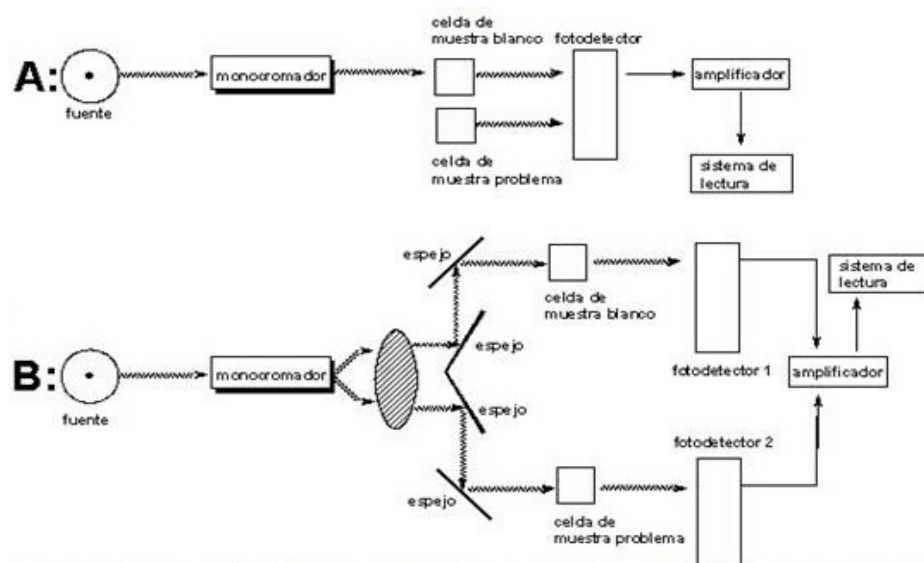 A:
fuente
monocromador
celda de
muestra blanco
fotodetector
celda de
muestra problema
amplificador
sistema de
lectura
B:
fuente
monocromador
espejo
espejo
espejo
espejo
celda de
muestra blanco
fotodetector 1
sistema de
lectura
amplificador
fotodetector 2
celda de
muestra problema